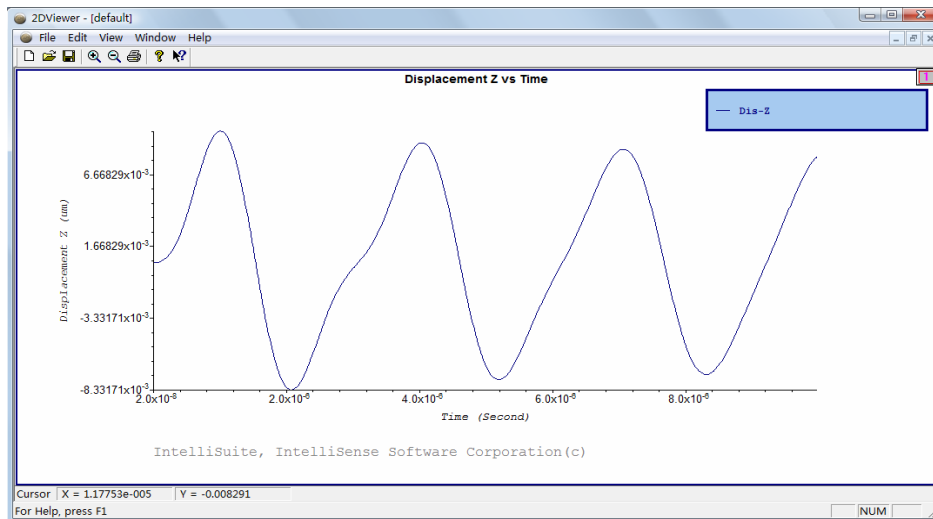 2DViewer - [default]
File Edit View Window Help
Displacement Z vs Time
1
Dis-Z
Displacement Z (um)
6.66829x10-3
1.66829x10-3
-3.33171x10-3
-8.33171x10-3
2.0x10-8 2.0x10-6 4.0x10-6 6.0x10-6 8.0x10-6
Time (Second)
IntelliSuite, IntelliSense Software Corporation(c)
Cursor X = 1.17753e-005 Y = -0.008291
For Help, press F1 NUM